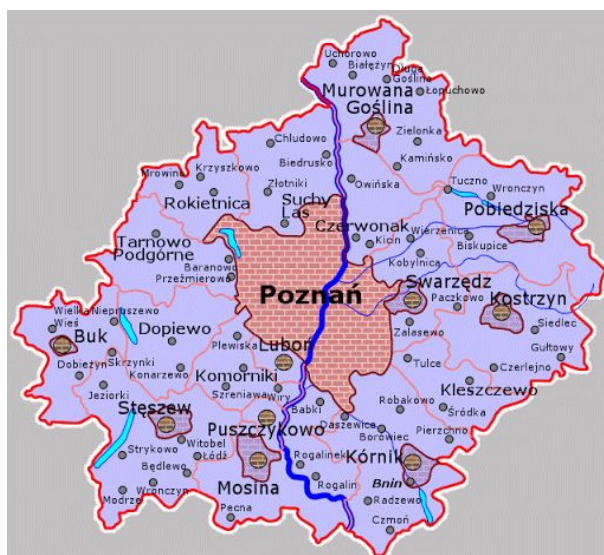 Uchorowo
Białężyn
Długa
Goślina
Łopuchowo
Murowana
Goślina
Chludowo
Zielonka
Biedrusko
Kamińsko
Mrowino
Krzyszkowo
Złotniki
Owińska
Tuczno
Wronczyn
Rokietnica
Suchy
Las
Pobiedziska
Czerwonak
Wierzenica
Kicin
Biskupice
Tarnowo
Podgórne
Kobylnica
Baranowo
Przeźmierowo
Poznań
Swarzędz
Paczkowo
Kostrzyn
Wielka
Wieś
Niepruszewo
Siedlec
Buk
Dopiewo
Plewiska
Luboń
Zalasewo
Gułtowy
Skrzynki
Tulce
Dobieżyn
Konarzewo
Komorniki
Czerlejno
Kleszczewo
Jeziorki
Szreniawa
Wiry
Babki
Robakowo
Środka
Stęszew
Puszczykowo
Daszewica
Pierzchno
Borówiec
Strykowo
Witobel
Łódź
Rogalinek
Kórnik
Będlewo
Mosina
Rogalin
Bnin
Modrze
Wronczyn
Radzewo
Pecna
Czmoń